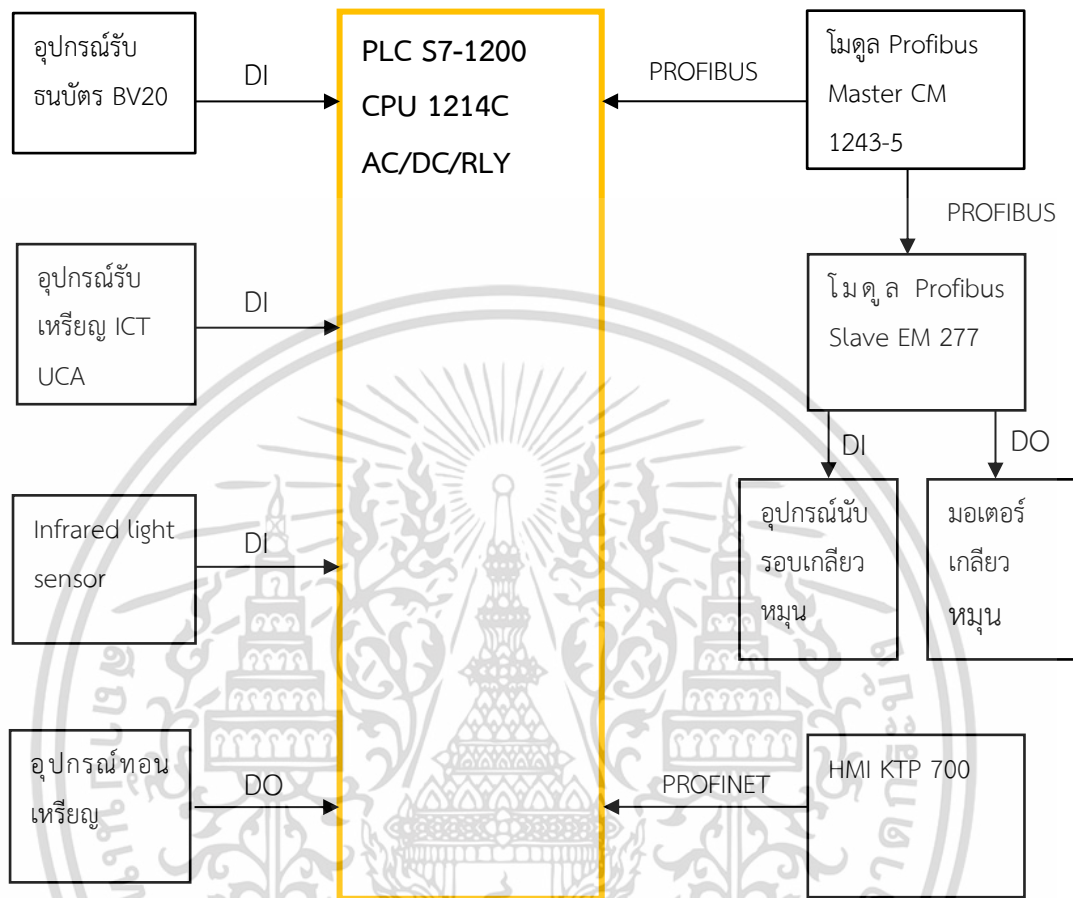 อุปกรณ์รับ
ธนบัตร BV20
DI
PLC S7-1200
CPU 1214C
AC/DC/RLY
PROFIBUS
โมดูล Profibus
Master CM
1243-5
PROFIBUS
อุปกรณ์รับ
เหรียญ ICT
UCA
DI
โมดูล Profibus
Slave EM 277
DI
DO
Infrared light
sensor
DI
อุปกรณ์นับ
รอบเกลียว
หมุน
มอเตอร์
เกลียว
หมุน
อุปกรณ์ทอน
เหรียญ
DO
PROFINET
HMI KTP 700